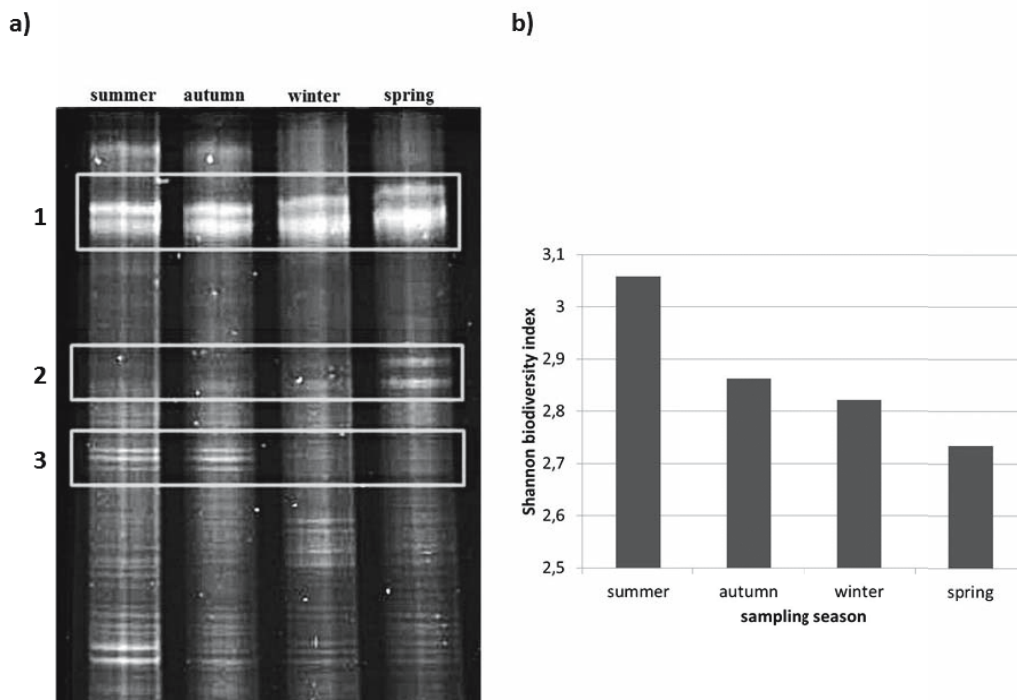 a)
b)
summer autumn winter spring
1
2
3
Shannon biodiversity index
3,1
3
2,9
2,8
2,7
2,6
2,5
summer autumn winter spring
sampling season